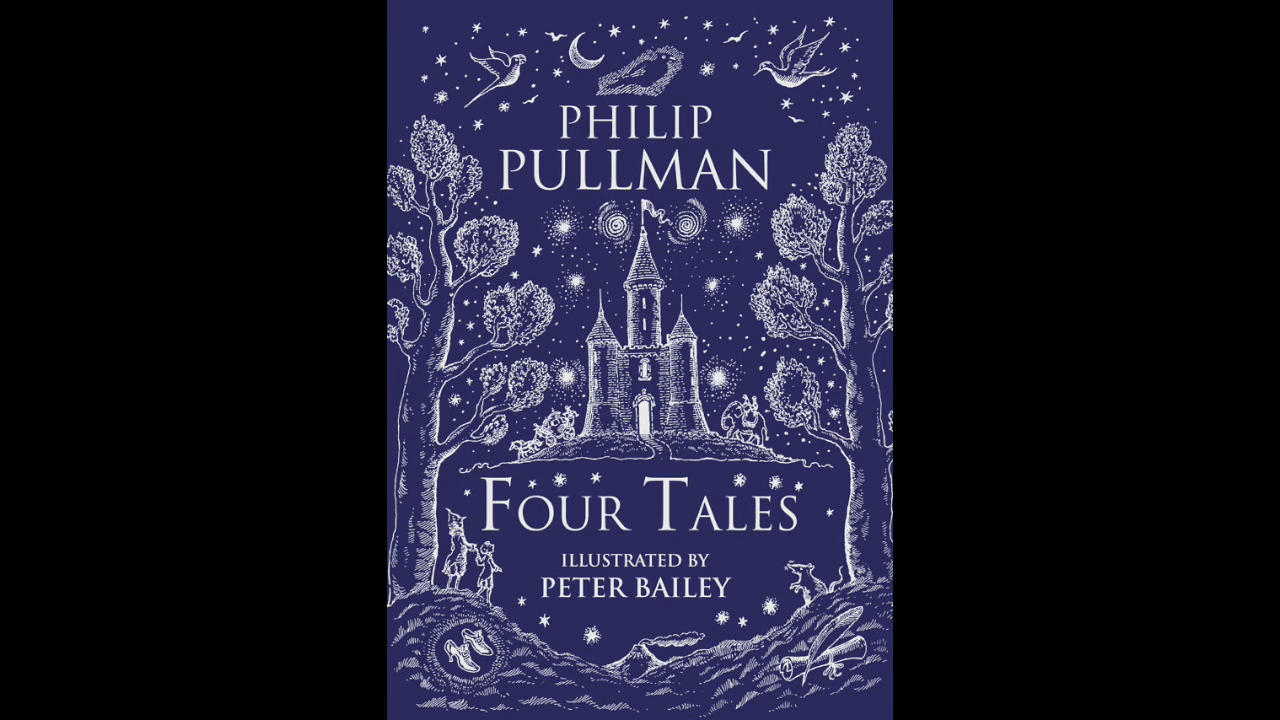 PHILIP
PULLMAN
FOUR TALES
ILLUSTRATED BY
PETER BAILEY